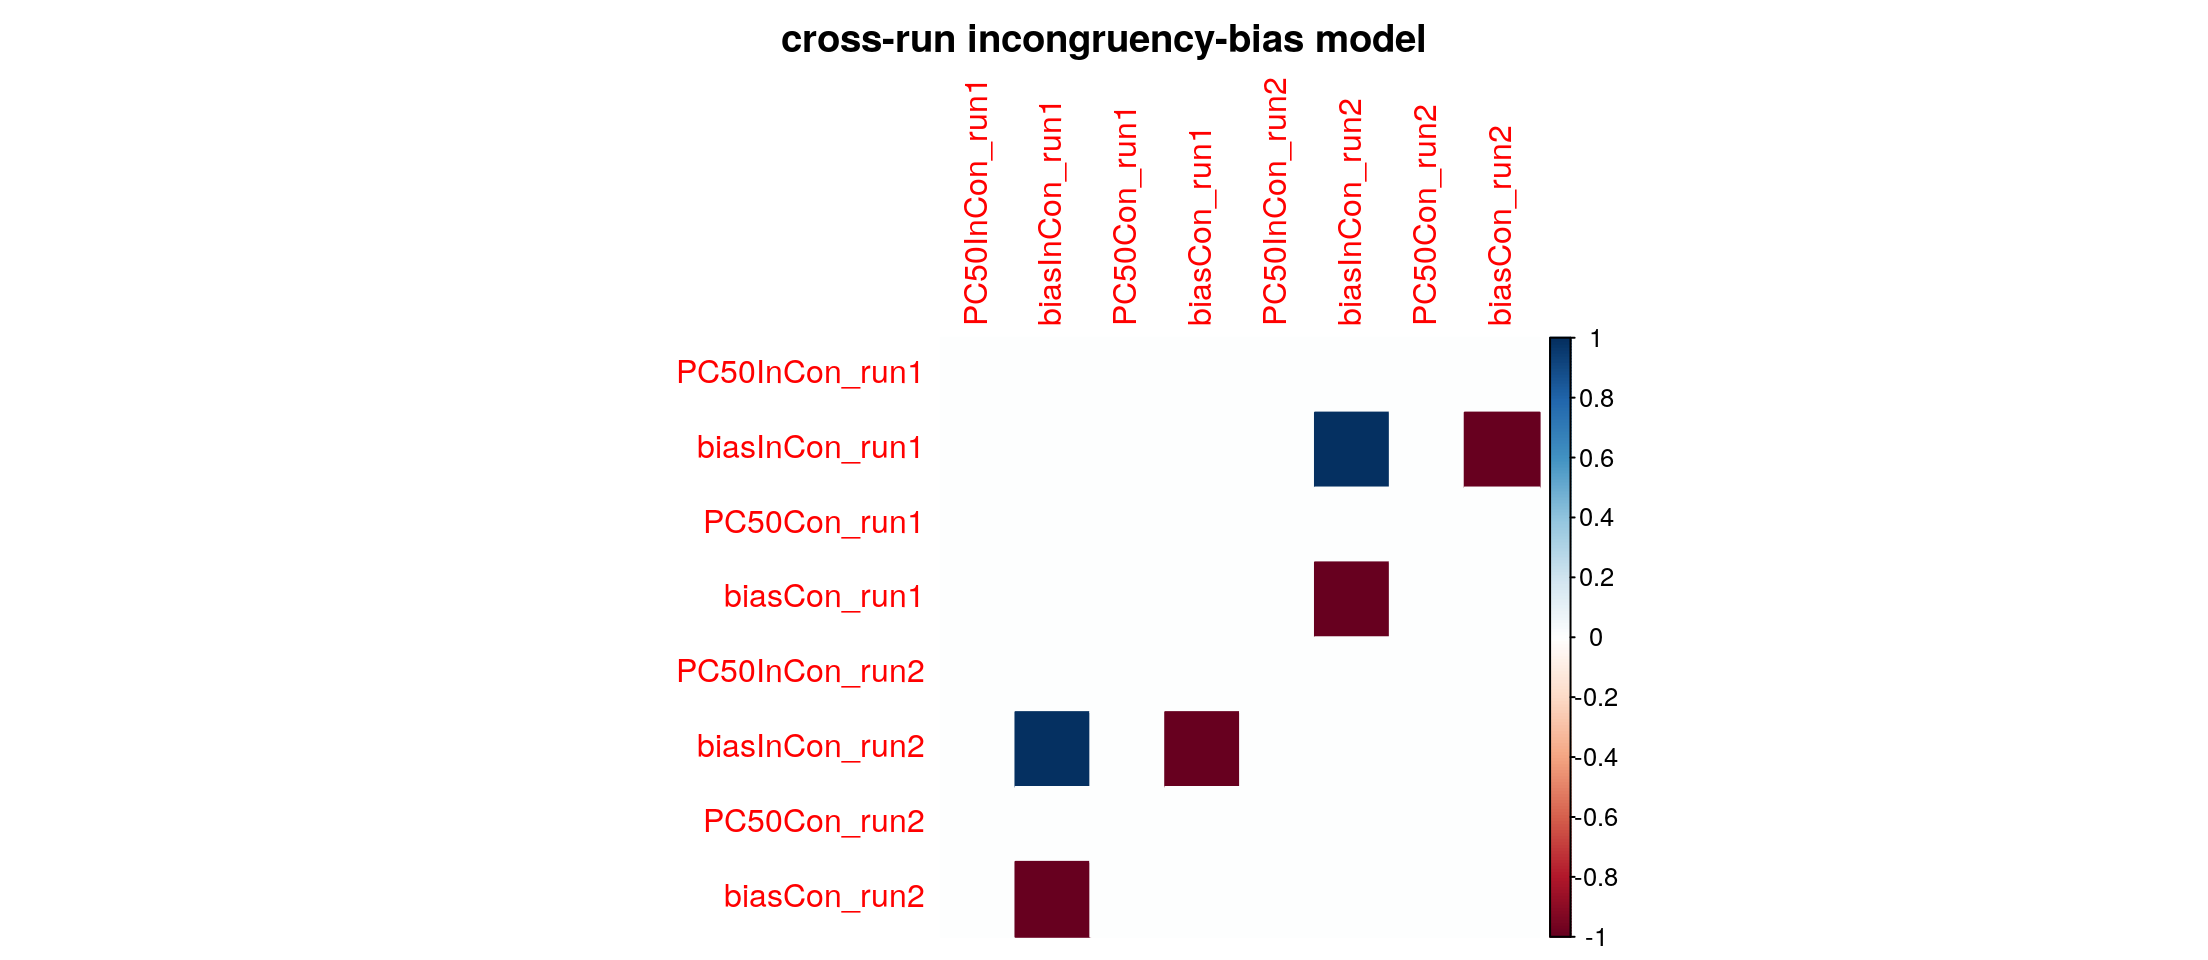 cross-run incongruency-bias model
PC50InCon_run1
biasInCon_run1
PC50Con_run1
biasCon_run1
PC50InCon_run2
biasInCon_run2
PC50Con_run2
biasCon_run2
PC50InCon_run1
biasInCon_run1
PC50Con_run1
biasCon_run1
PC50InCon_run2
biasInCon_run2
PC50Con_run2
biasCon_run2
1
0.8
0.6
0.4
0.2
0
-0.2
-0.4
-0.6
-0.8
-1